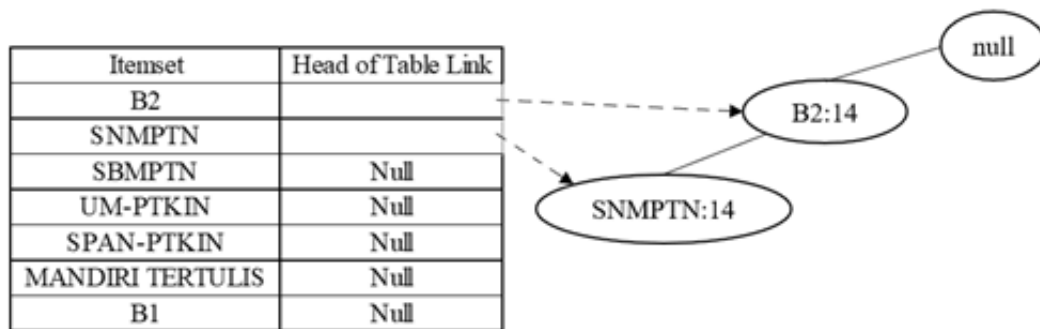 Itemset Head of Table Link
B2
SNMPTN
SBMPTN Null
UM-PTKIN Null
SPAN-PTKIN Null
MANDIRI TERTULIS Null
B1 Null
null
B2:14
SNMPTN:14